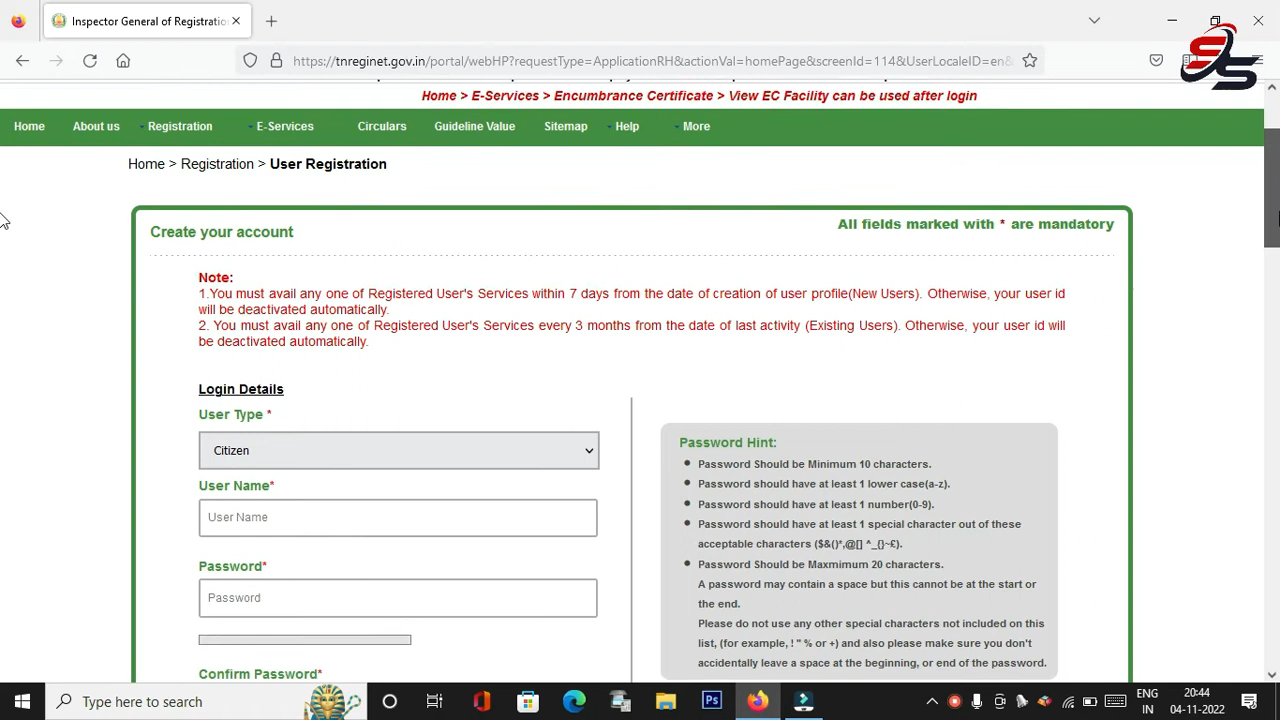 Inspector General of Registratio
https://tnreginet.gov.in/portal/webHP?requestType=ApplicationRH&actionVal=homePage&screenId=114&UserLocaleID=en&
Home > E-Services > Encumbrance Certificate > View EC Facility can be used after login
Home About us Registration E-Services Circulars Guideline Value Sitemap Help More
Home > Registration > User Registration
Create your account
All fields marked with * are mandatory
Note:
1.You must avail any one of Registered User's Services within 7 days from the date of creation of user profile(New Users). Otherwise, your user id
will be deactivated automatically.
2. You must avail any one of Registered User's Services every 3 months from the date of last activity (Existing Users). Otherwise, your user id will
be deactivated automatically.
Login Details
User Type *
Citizen
User Name*
User Name
Password*
Password
Confirm Password*
Password Hint:
Password Should be Minimum 10 characters.
Password should have at least 1 lower case(a-z).
Password should have at least 1 number(0-9).
Password should have at least 1 special character out of these
acceptable characters ($&()*,@[] ^_{}~£).
Password Should be Maxmimum 20 characters.
A password may contain a space but this cannot be at the start or
the end.
Please do not use any other special characters not included on this
list, (for example, ! " % or +) and also please make sure you don't
accidentally leave a space at the beginning, or end of the password.
Type here to search
Ps
ENG
IN
20:44
04-11-2022